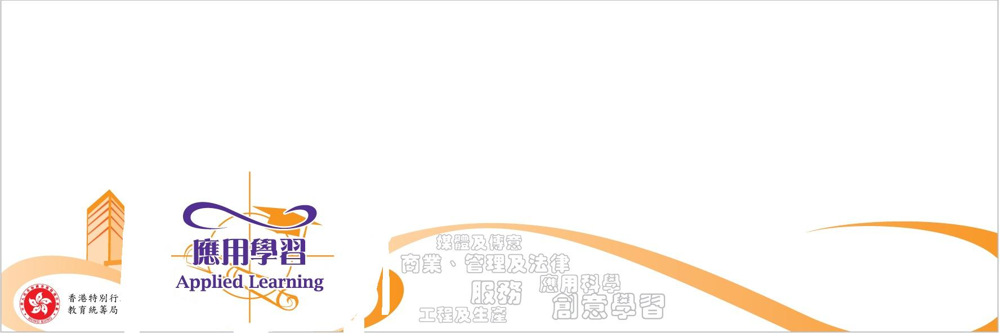 應用學習
Applied Learning
香港特別行
教育統籌局
HONG KONG
媒體及傳意
商業、管理及法律
服務
應用科學
創意學習
工程及生產